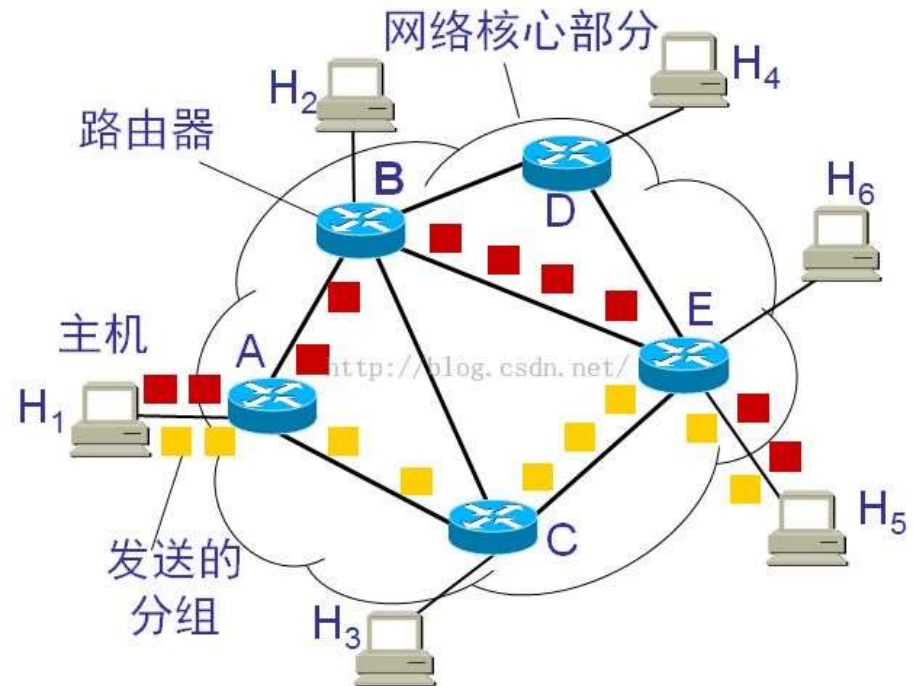 网络核心部分
H₂
H₄
路由器
B
D
H₆
主机
A
E
http://blog.csdn.net/
H₁
C
H₅
发送的
分组
H₃